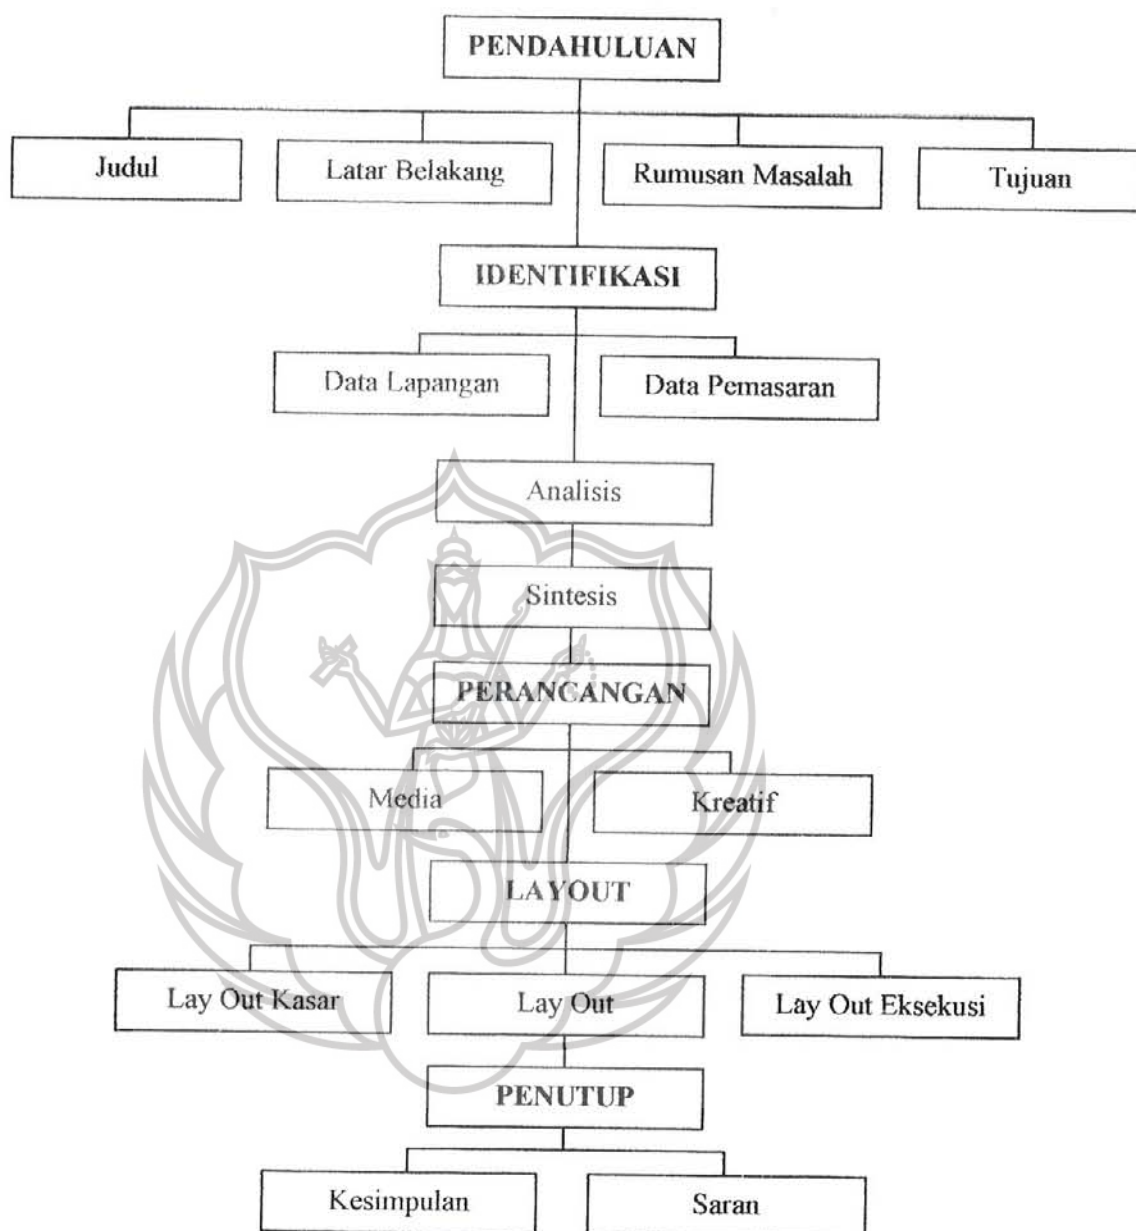 PENDAHULUAN
Judul
Latar Belakang
Rumusan Masalah
Tujuan
IDENTIFIKASI
Data Lapangan
Data Pemasaran
Analisis
Sintesis
PERANCANGAN
Media
Kreatif
LAYOUT
Lay Out Kasar
Lay Out
Lay Out Eksekusi
PENUTUP
Kesimpulan
Saran